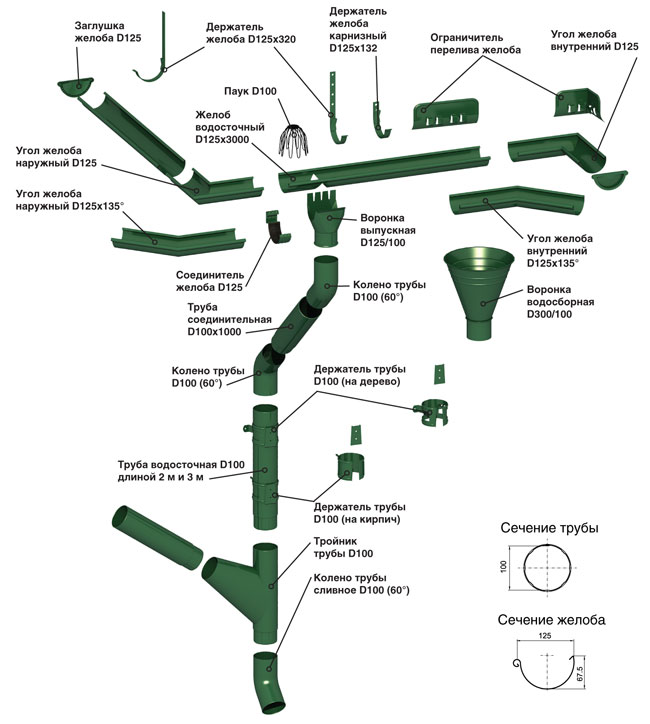 Заглушка
желоба D125
Держатель
желоба D125x320
Держатель
желоба
карнизный
D125x132
Ограничитель
перелива желоба
Угол желоба
внутренний D125
Паук D100
Желоб
водосточный
D125x3000
Угол желоба
наружный D125
Угол желоба
наружный D125x135°
Соединитель
желоба D125
Воронка
выпускная
D125/100
Угол желоба
внутренний
D125x135°
Колено трубы
D100 (60°)
Воронка
водосборная
D300/100
Труба
соединительная
D100x1000
Колено трубы
D100 (60°)
Держатель трубы
D100 (на дерево)
Труба водосточная D100
длиной 2 м и 3 м
Держатель трубы
D100 (на кирпич)
Тройник
трубы D100
Колено трубы
сливное D100 (60°)
Сечение трубы
100
Сечение желоба
125
67.5